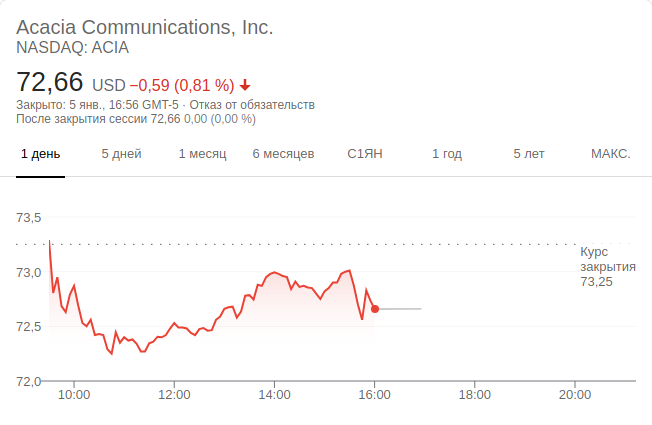 Acacia Communications, Inc.
NASDAQ: ACIA
72,66 USD −0,59 (0,81 %)
Закрыто: 5 янв., 16:56 GMT-5 · Отказ от обязательств
После закрытия сессии 72,66 0,00 (0,00 %)
1 день 5 дней 1 месяц 6 месяцев С1ЯН 1 год 5 лет МАКС.
73,5
Курс
закрытия
73,25
73,0
72,5
72,0
10:00 12:00 14:00 16:00 18:00 20:00